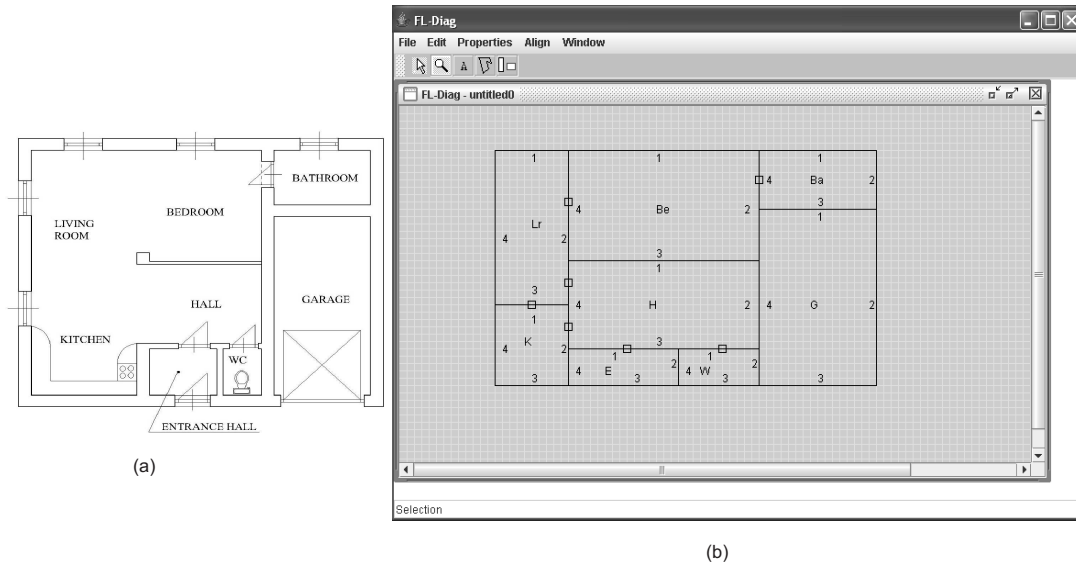 (a)
BATHROOM
BEDROOM
LIVING
ROOM
HALL
GARAGE
KITCHEN
WC
ENTRANCE HALL
FL-Diag
File Edit Properties Align Window
A
FL-Diag - untitled0
1 1 1
4 Ba 2
4 Be 2
3
1
Lr
4 2
3
1
3
4 H 2
4 G 2
1
K
4 2
3
1 1
2 2
4 E 4 W
3 3 3 3
Selection
(b)